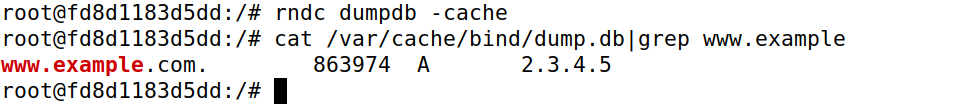 root@fd8d1183d5dd:/# rndc dumpdb -cache
root@fd8d1183d5dd:/# cat /var/cache/bind/dump.db|grep www.example
www.example.com.        863974  A       2.3.4.5
root@fd8d1183d5dd:/#